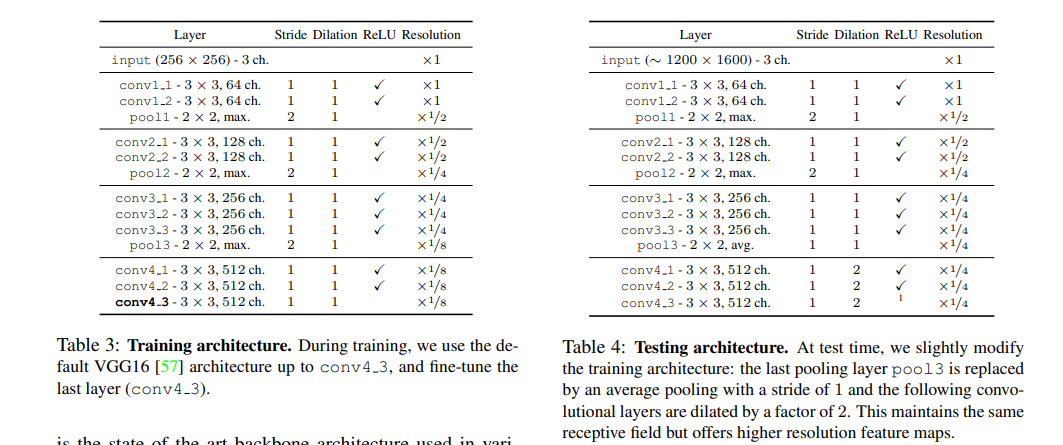 Layer Stride Dilation ReLU Resolution
input (256 × 256) - 3 ch. ×1
conv1_1 - 3 × 3, 64 ch. 1 1 ✓ ×1
conv1_2 - 3 × 3, 64 ch. 1 1 ✓ ×1
pool1 - 2 × 2, max. 2 1 ×1/2
conv2_1 - 3 × 3, 128 ch. 1 1 ✓ ×1/2
conv2_2 - 3 × 3, 128 ch. 1 1 ✓ ×1/2
pool2 - 2 × 2, max. 2 1 ×1/4
conv3_1 - 3 × 3, 256 ch. 1 1 ✓ ×1/4
conv3_2 - 3 × 3, 256 ch. 1 1 ✓ ×1/4
conv3_3 - 3 × 3, 256 ch. 1 1 ✓ ×1/4
pool3 - 2 × 2, max. 2 1 ×1/8
conv4_1 - 3 × 3, 512 ch. 1 1 ✓ ×1/8
conv4_2 - 3 × 3, 512 ch. 1 1 ✓ ×1/8
conv4_3 - 3 × 3, 512 ch. 1 1 ×1/8
Table 3: Training architecture. During training, we use the de-
fault VGG16 [57] architecture up to conv4_3, and fine-tune the
last layer (conv4_3).
is the state of the art backbone architecture used in vari-
Layer Stride Dilation ReLU Resolution
input (∼ 1200 × 1600) - 3 ch. ×1
conv1_1 - 3 × 3, 64 ch. 1 1 ✓ ×1
conv1_2 - 3 × 3, 64 ch. 1 1 ✓ ×1
pool1 - 2 × 2, max. 2 1 ×1/2
conv2_1 - 3 × 3, 128 ch. 1 1 ✓ ×1/2
conv2_2 - 3 × 3, 128 ch. 1 1 ✓ ×1/2
pool2 - 2 × 2, max. 2 1 ×1/4
conv3_1 - 3 × 3, 256 ch. 1 1 ✓ ×1/4
conv3_2 - 3 × 3, 256 ch. 1 1 ✓ ×1/4
conv3_3 - 3 × 3, 256 ch. 1 1 ✓ ×1/4
pool3 - 2 × 2, avg. 1 1 ×1/4
conv4_1 - 3 × 3, 512 ch. 1 2 ✓ ×1/4
conv4_2 - 3 × 3, 512 ch. 1 2 ✓ ×1/4
conv4_3 - 3 × 3, 512 ch. 1 2 1 ×1/4
Table 4: Testing architecture. At test time, we slightly modify
the training architecture: the last pooling layer pool3 is replaced
by an average pooling with a stride of 1 and the following convo-
lutional layers are dilated by a factor of 2. This maintains the same
receptive field but offers higher resolution feature maps.